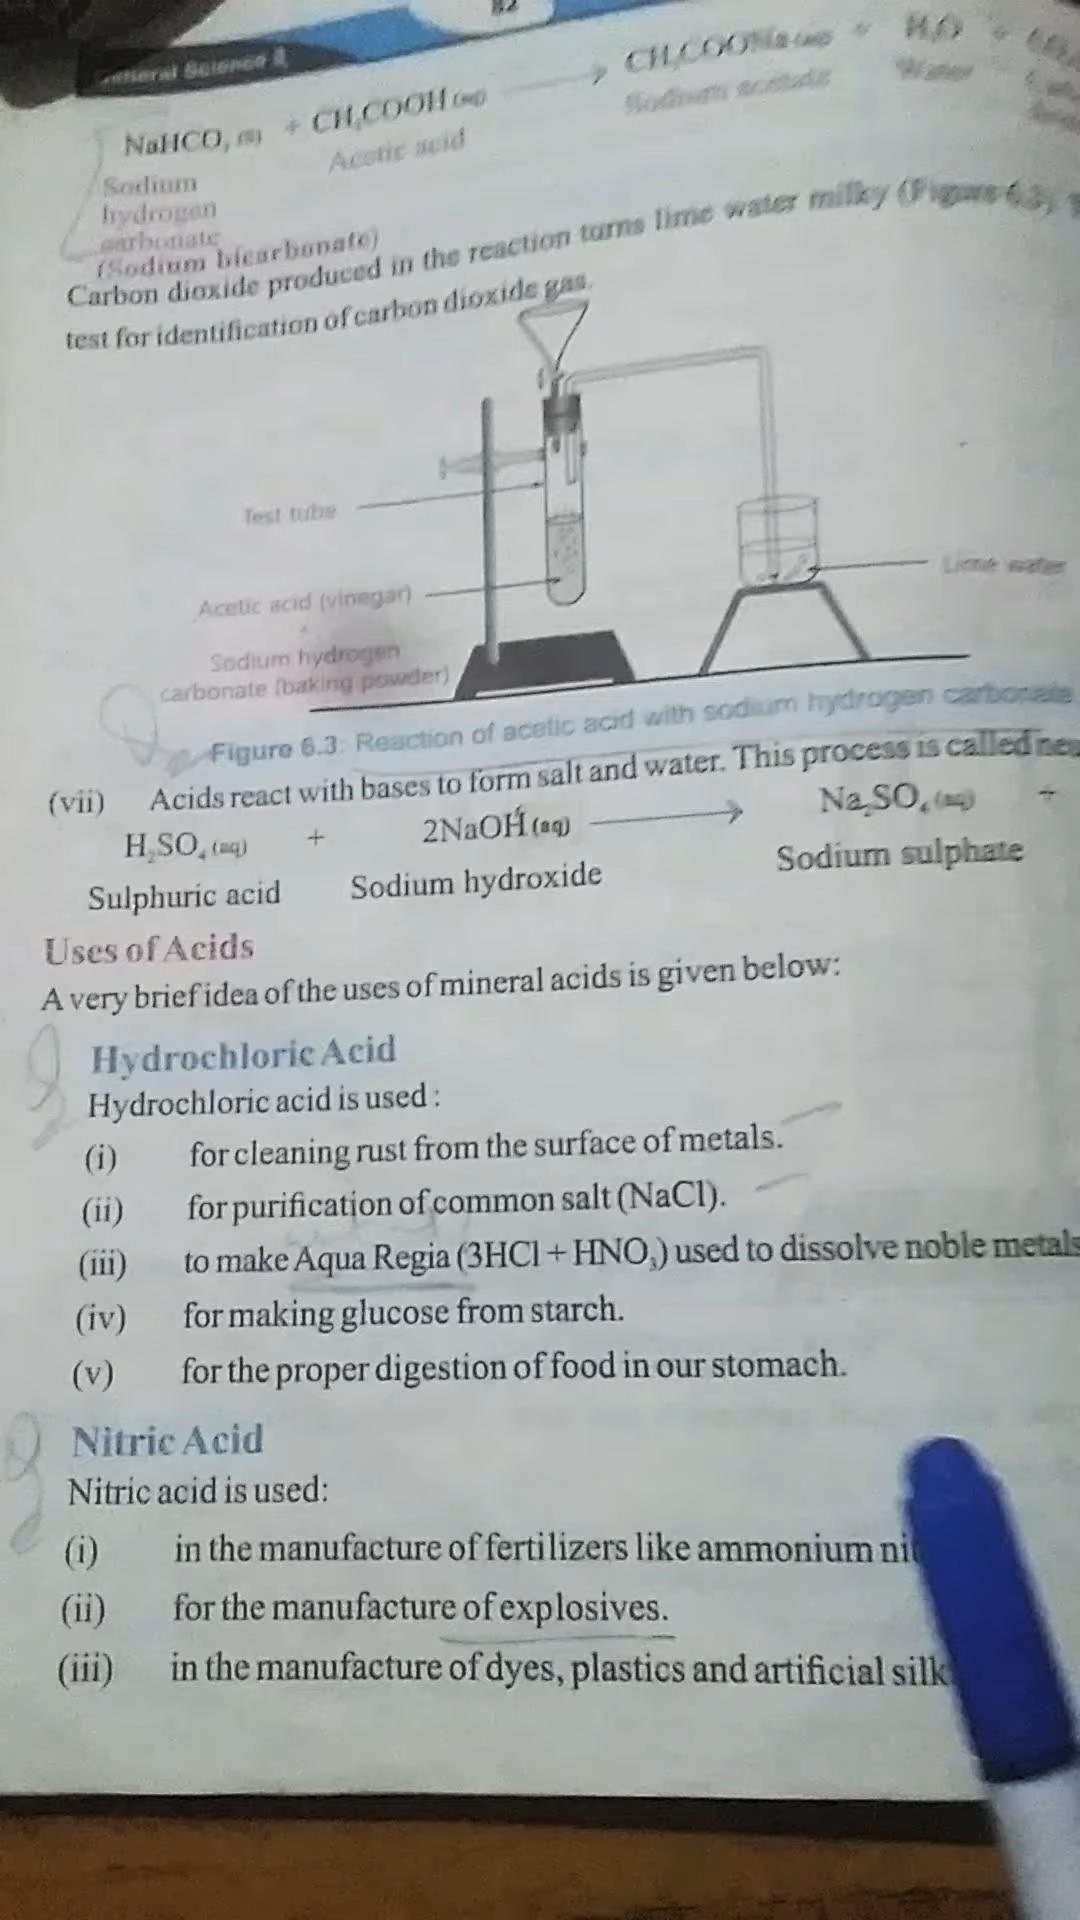 82
General Science
NaHCO₃ (s) + CH₃COOH (aq) → CH₃COONa (aq) + H₂O +
Sodium hydrogen carbonate
Acetic acid
Sodium acetate
Water
(Sodium bicarbonate)
Carbon dioxide produced in the reaction turns lime water milky (Figure 6.3).
test for identification of carbon dioxide gas.
Test tube
Acetic acid (vinegar)
+
Sodium hydrogen
carbonate (baking powder)
Lime water
Figure 6.3: Reaction of acetic acid with sodium hydrogen carbonate
(vii) Acids react with bases to form salt and water. This process is called
H₂SO₄ (aq) + 2NaOH (aq) → Na₂SO₄ (aq) +
Sulphuric acid Sodium hydroxide Sodium sulphate
Uses of Acids
A very brief idea of the uses of mineral acids is given below:
Hydrochloric Acid
Hydrochloric acid is used :
(i) for cleaning rust from the surface of metals.
(ii) for purification of common salt (NaCl).
(iii) to make Aqua Regia (3HCl + HNO₃) used to dissolve noble metals
(iv) for making glucose from starch.
(v) for the proper digestion of food in our stomach.
Nitric Acid
Nitric acid is used:
(i) in the manufacture of fertilizers like ammonium nit
(ii) for the manufacture of explosives.
(iii) in the manufacture of dyes, plastics and artificial silk